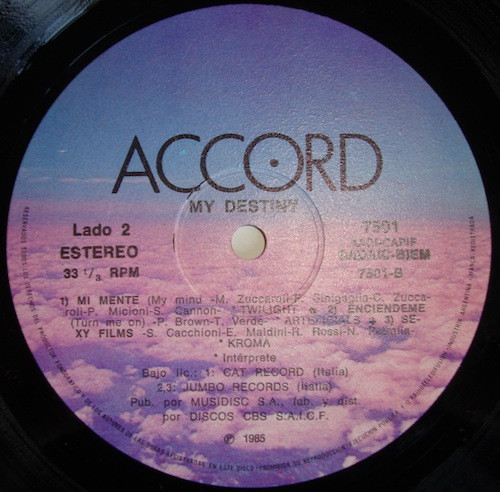 ACCORD
MY DESTINY
Lado 2
ESTEREO
33 1/3 RPM
7501
SADAIC-BIEM
7501-B
1) MI MENTE (My mind -M. Zuccaroli-P. Ginigaglia-C. Zucca-
roli-P. Micioni-S. Cannon- *TWILIGHT 2) ENCIENDEME
(Turn me on) -P. Brown-T. Verde- * 3) SE-
XY FILMS -S. Cacchioni-E. Maldini-R. Rossi-N.
*KROMA
* Intérprete
Bajo lic.: 1: CAT RECORD (Italia)
2,3: JUMBO RECORDS (Italia)
Pub. por MUSIDISC S.A., fab. y dist.
por DISCOS CBS S.A.I.C.F.
℗ 1985